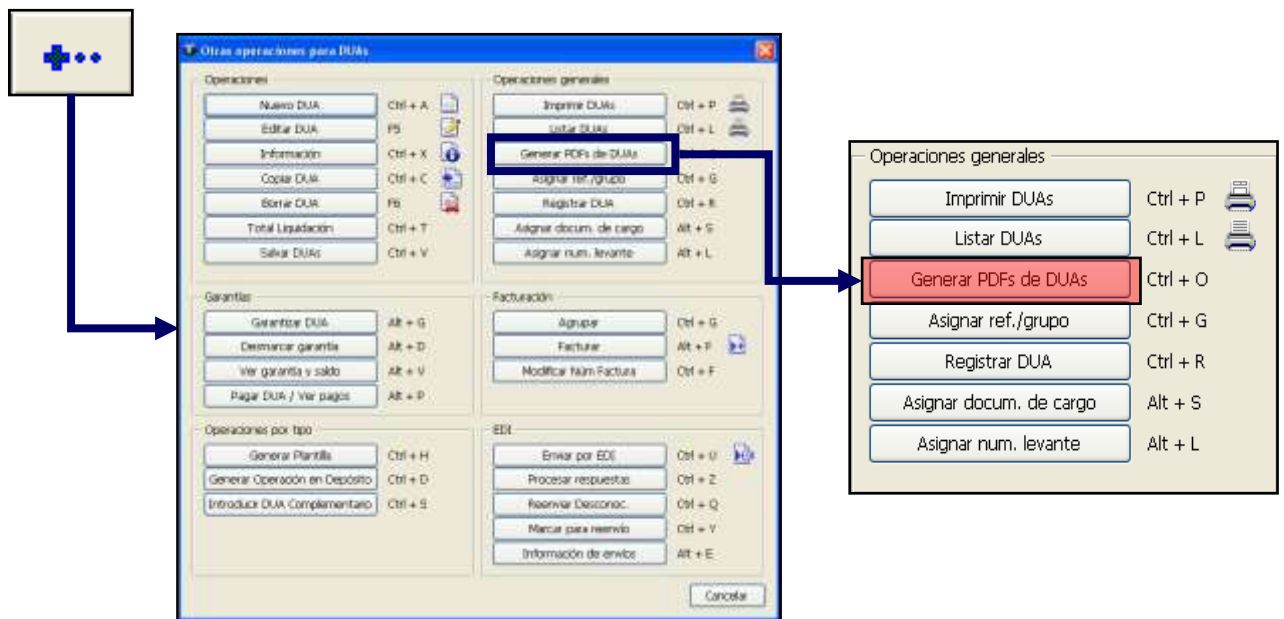 Otras operaciones para DUAs
Operaciones
Nuevo DUA Ctrl + A
Editar DUA F5
Información Ctrl + X
Copiar DUA Ctrl + C
Borrar DUA F6
Total Liquidación Ctrl + T
Salvar DUAs Ctrl + V
Operaciones generales
Imprimir DUAs Ctrl + P
Listar DUAs Ctrl + L
Generar PDFs de DUAs
Asignar ref./grupo Ctrl + G
Registrar DUA Ctrl + R
Asignar docum. de cargo Alt + S
Asignar num. levante Alt + L
Garantías
Garantizar DUA Alt + G
Desmarcar garantía Alt + D
Ver garantía y saldo Alt + V
Pagar DUA / Ver pagos Alt + P
Facturación
Agrupar Ctrl + G
Facturar Alt + F
Modificar Núm Factura Ctrl + F
Operaciones por tipo
Generar Plantilla Ctrl + H
Generar Operación en Depósito Ctrl + D
Introducir DUA Complementario Ctrl + S
EDI
Enviar por EDI Ctrl + U
Procesar respuestas Ctrl + Z
Reenviar Desconoc. Ctrl + Q
Marcar para reenvío Ctrl + Y
Información de envíos Alt + E
Cancelar
Operaciones generales
Imprimir DUAs Ctrl + P
Listar DUAs Ctrl + L
Generar PDFs de DUAs Ctrl + O
Asignar ref./grupo Ctrl + G
Registrar DUA Ctrl + R
Asignar docum. de cargo Alt + S
Asignar num. levante Alt + L